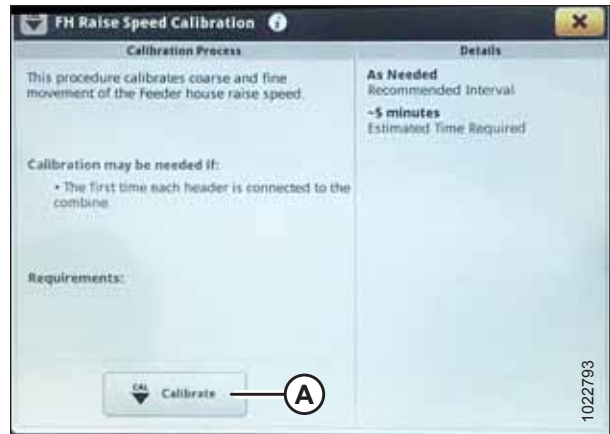 FH Raise Speed Calibration i
Calibration Process
Details
This procedure calibrates coarse and fine
movement of the Feeder house raise speed.
As Needed
Recommended Interval
~5 minutes
Estimated Time Required
Calibration may be needed if:
• The first time each header is connected to the
combine
Requirements:
CAL
Calibrate
A
1022793